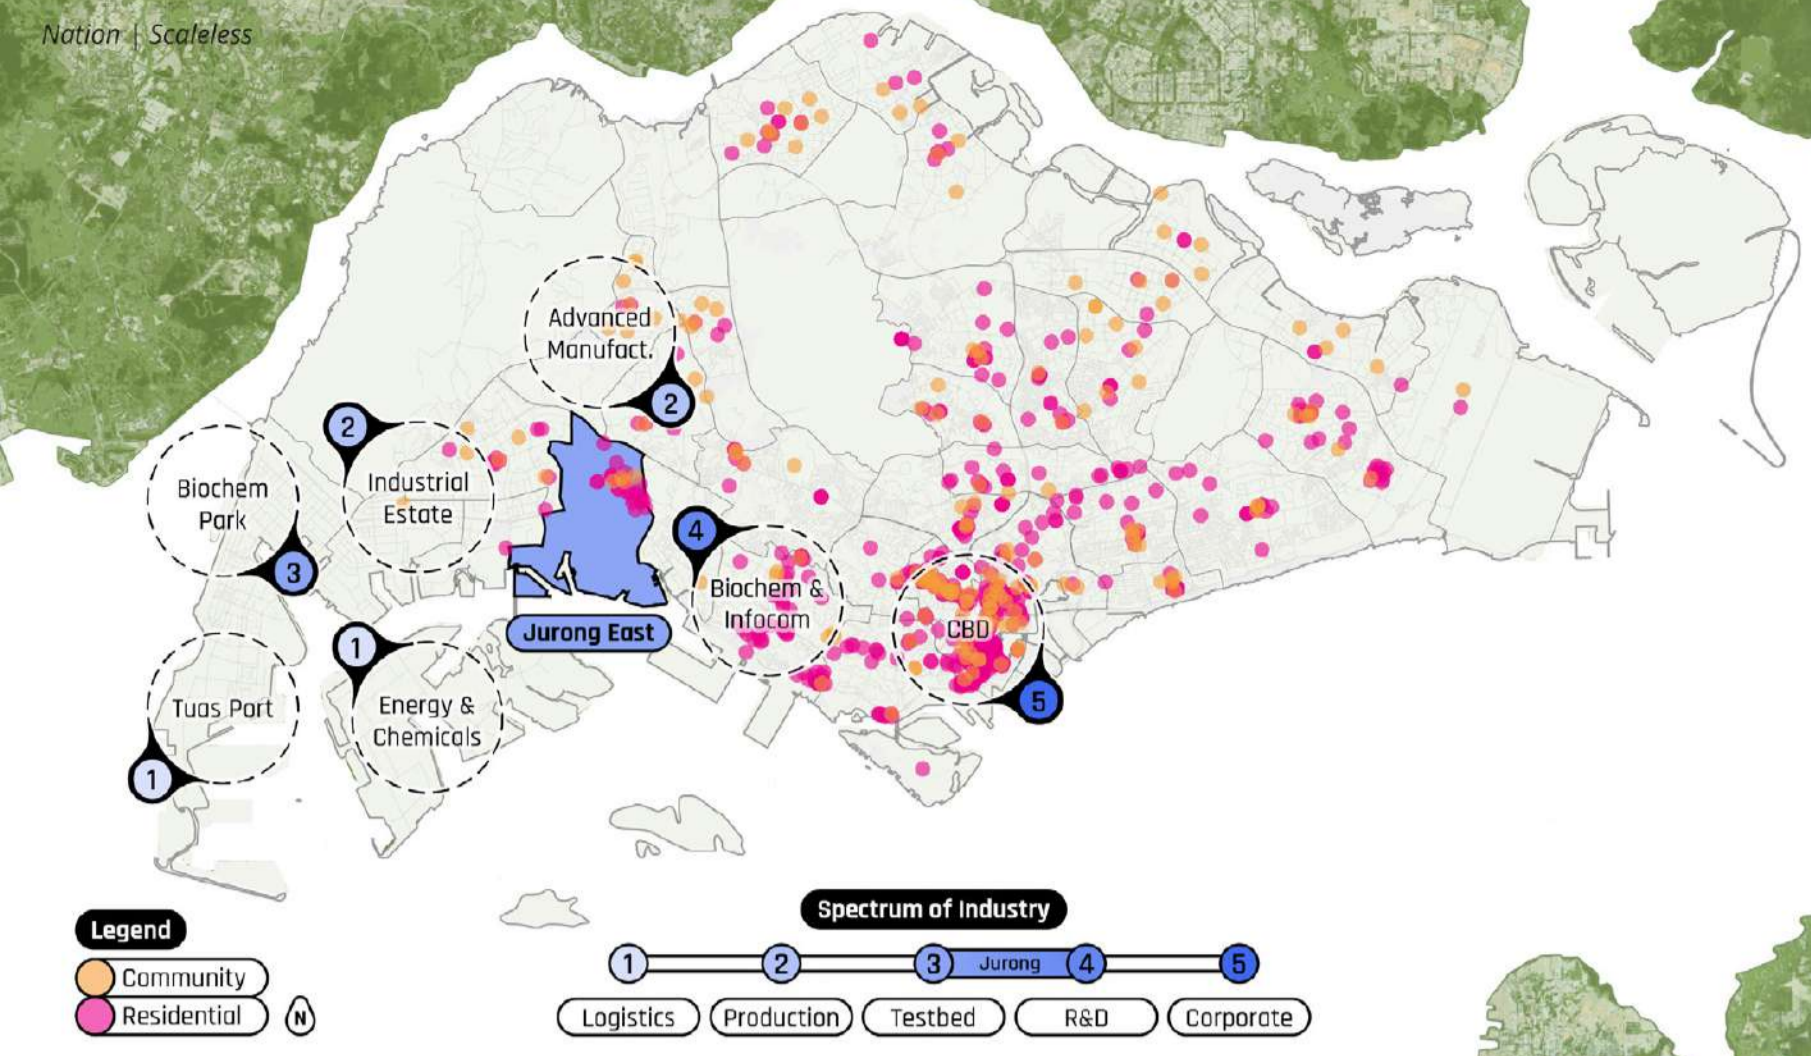 Nation | Scaleless
Advanced
Manufact.
2
2
Industrial
Estate
Biochem
Park
3
4
Biochem &
Infocom
Jurong East
CBD
5
1
Energy &
Chemicals
Tuas Port
1
Legend
Community
Residential
N
Spectrum of Industry
1 2 3 Jurong 4 5
Logistics Production Testbed R&D Corporate